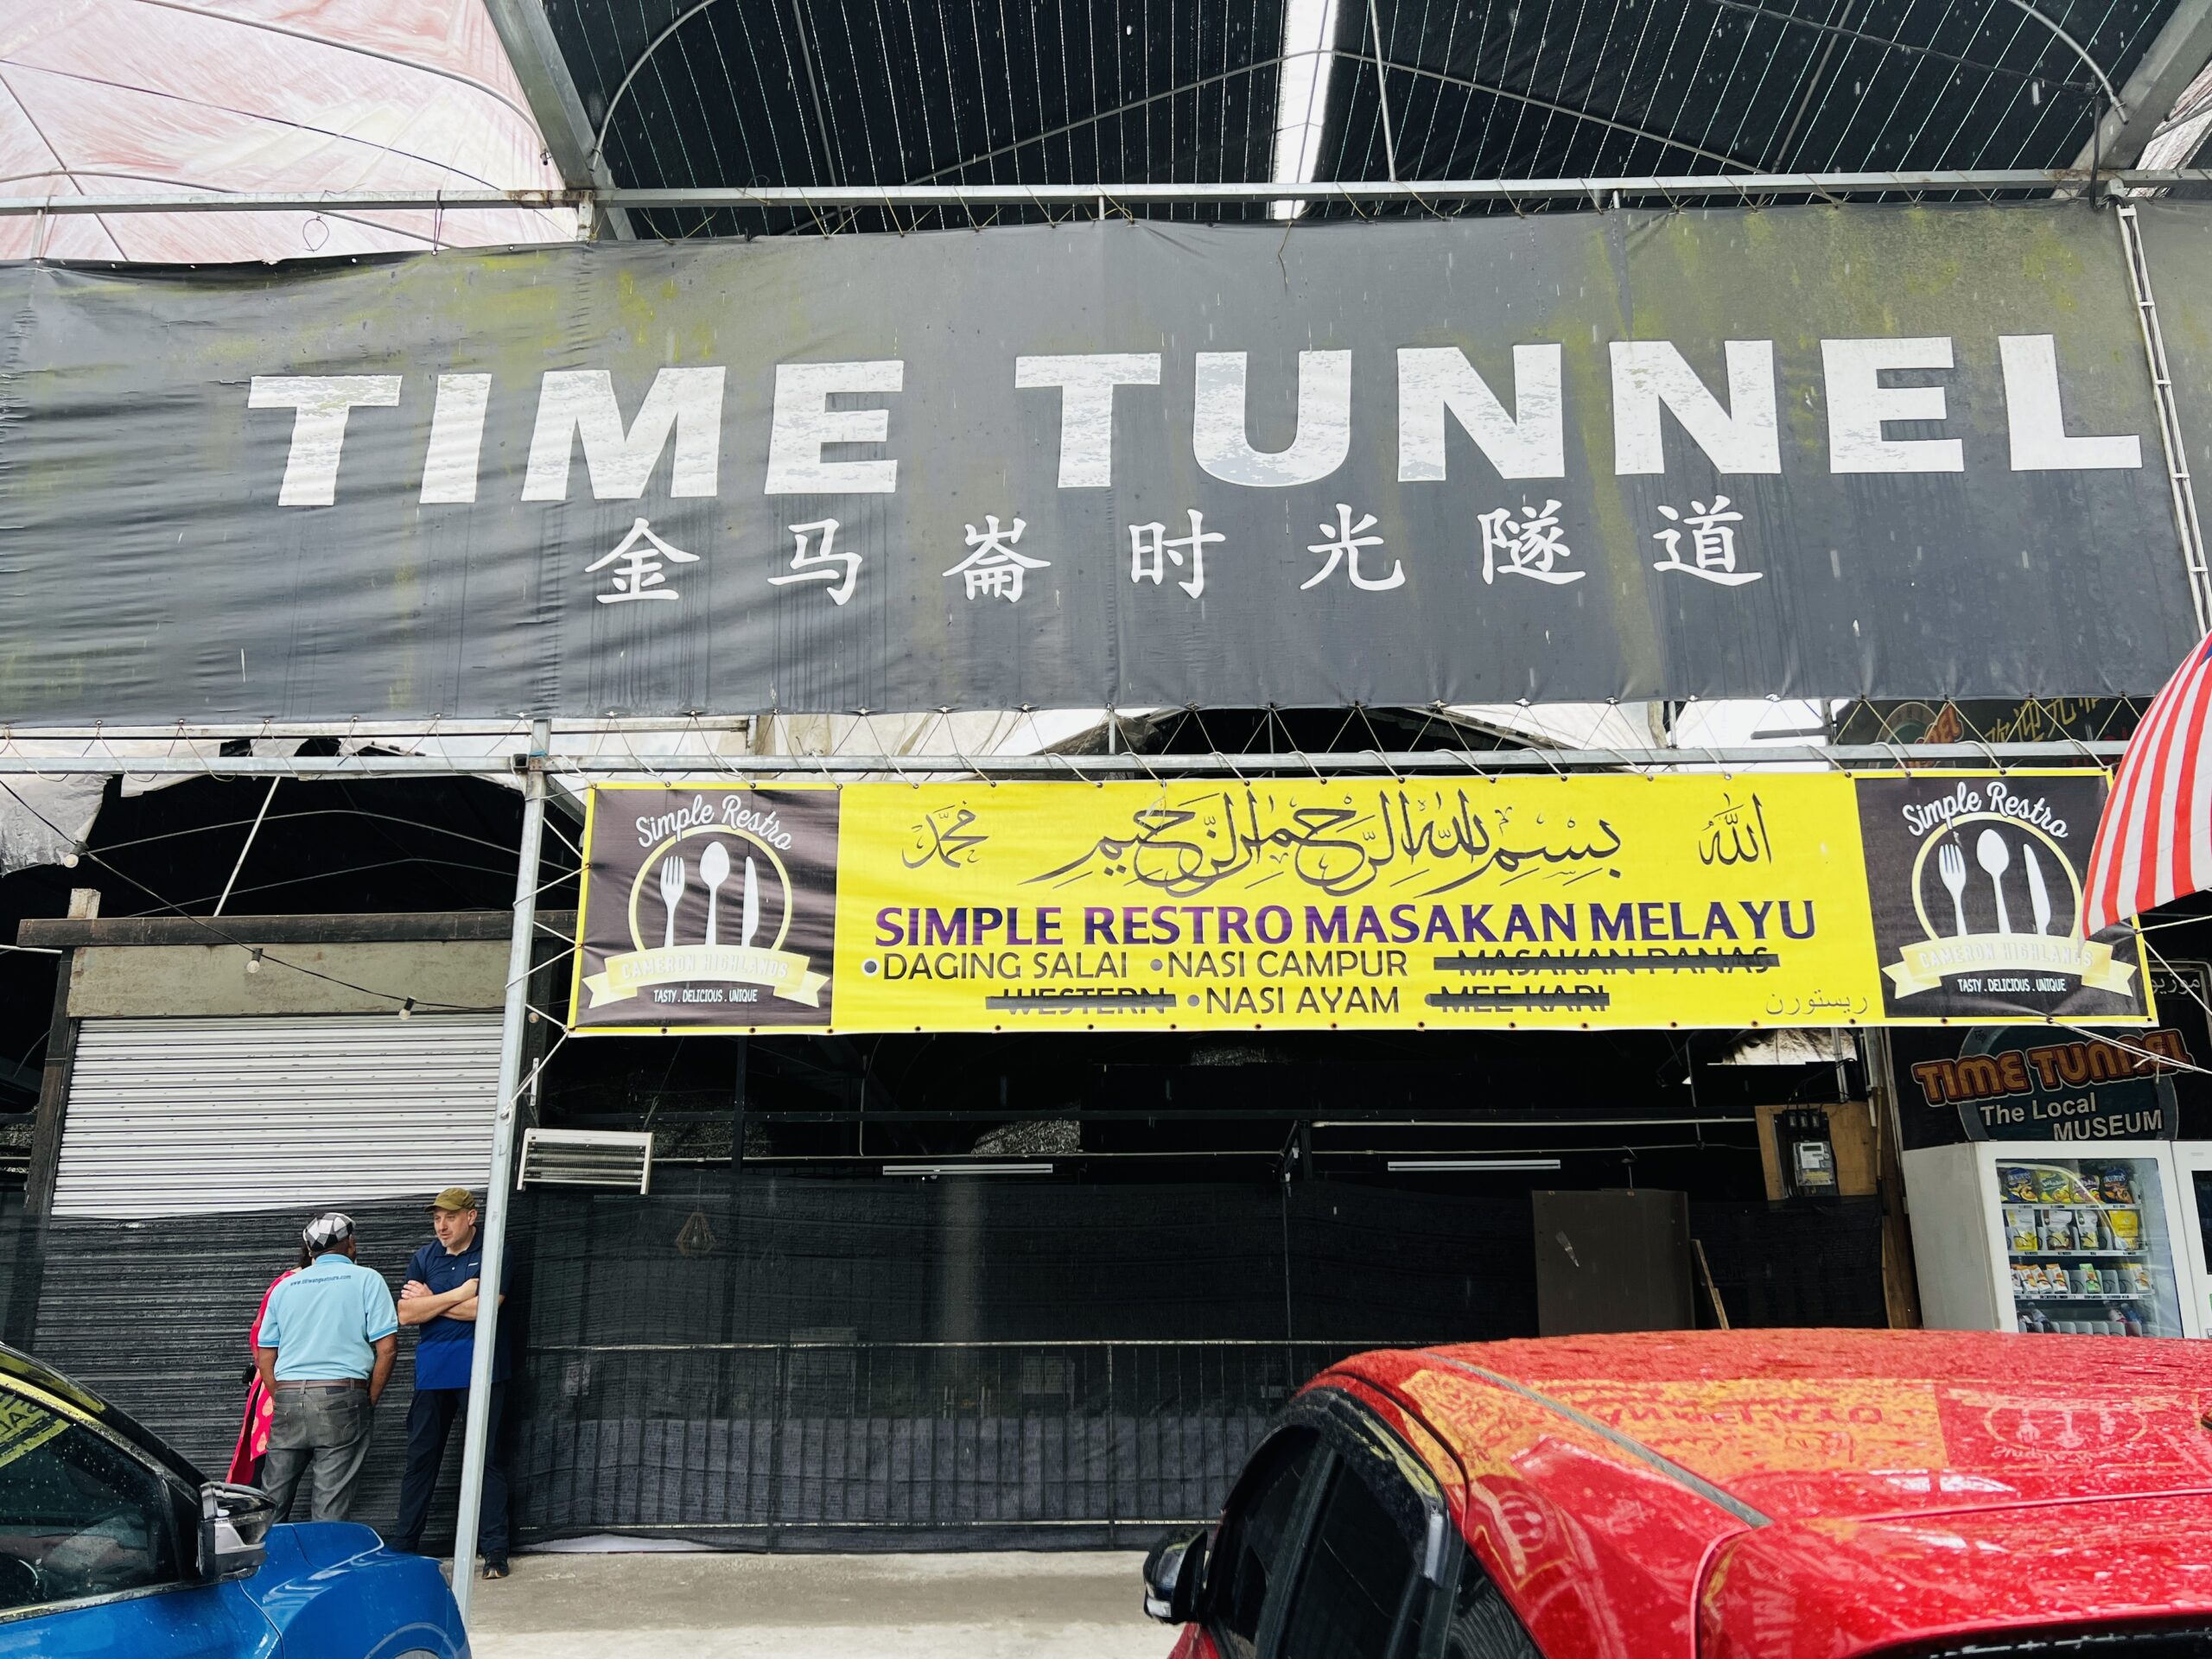 TIME TUNNEL
金马崙时光隧道
Simple Restro
CAMERON HIGHLANDS
TASTY . DELICIOUS . UNIQUE
محمد بسم الله الرحمن الرحيم الله
SIMPLE RESTRO MASAKAN MELAYU
•DAGING SALAI •NASI CAMPUR MASAKAN PANAS
WESTERN •NASI AYAM •MEE KARI
ريستورن
Simple Restro
CAMERON HIGHLANDS
TASTY . DELICIOUS . UNIQUE
TIME TUNNEL
The Local
MUSEUM